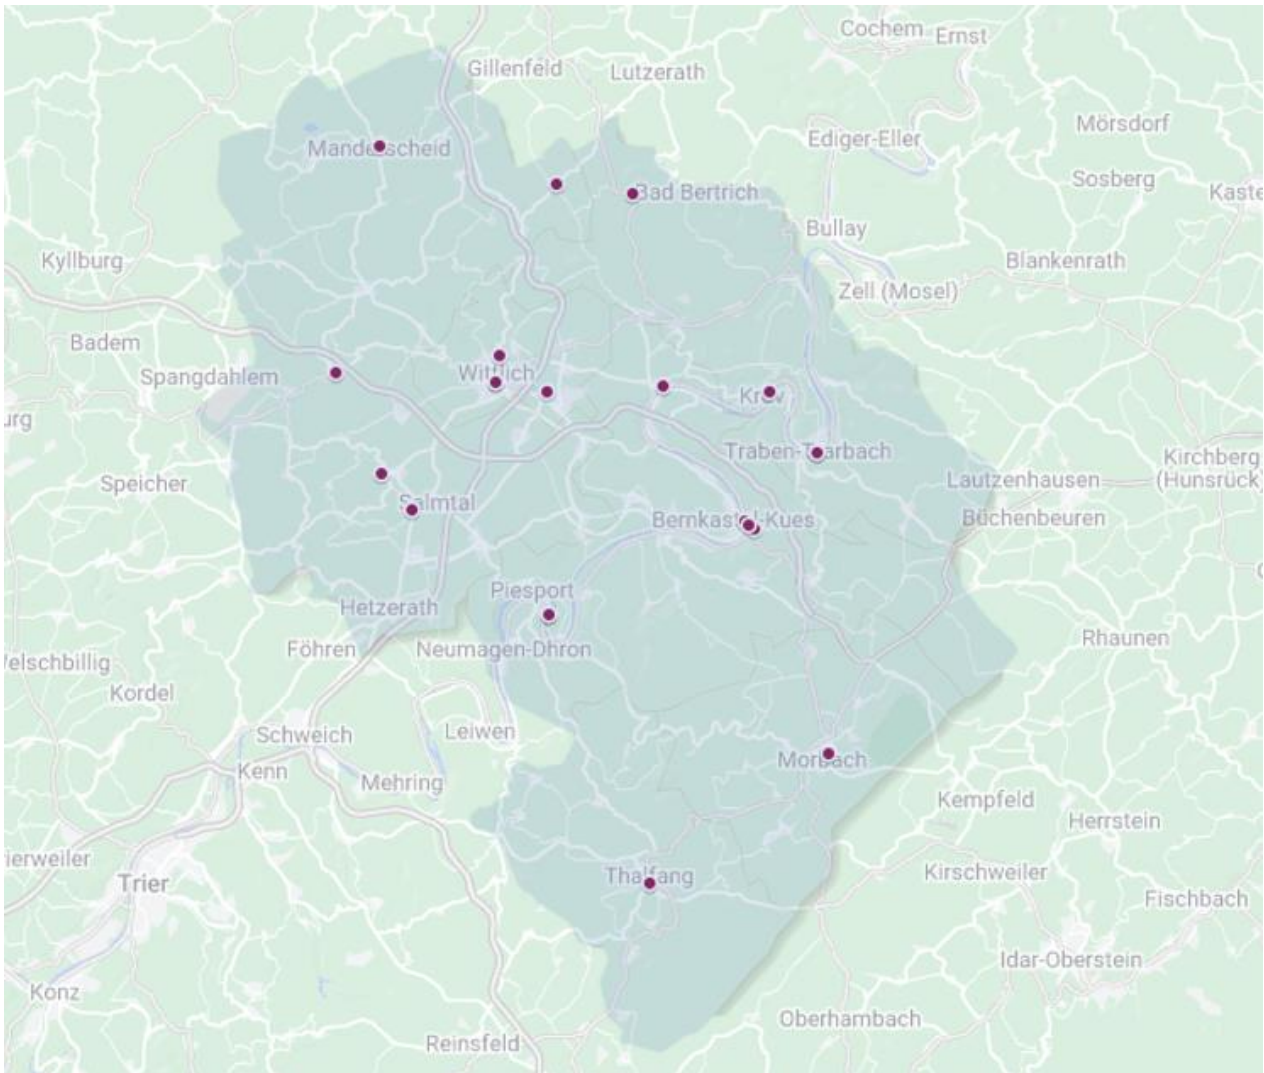 Cochem
Ernst
Gillenfeld
Lutzerath
Mörsdorf
Ediger-Eller
Manderscheid
Sosberg
Bad Bertrich
Bullay
Kyllburg
Blankenrath
Zell (Mosel)
Badem
Spangdahlem
Wittlich
Kröv
Traben-Trarbach
Kirchberg
(Hunsrück)
Lautzenhausen
Speicher
Salmtal
Büchenbeuren
Bernkastel-Kues
Piesport
Hetzerath
Rhaunen
Föhren
Neumagen-Dhron
elschbillig
Kordel
Schweich
Leiwen
Morbach
Kenn
Mehring
Kempfeld
Herrstein
ierweiler
Trier
Thalfang
Kirschweiler
Fischbach
Idar-Oberstein
Konz
Oberhambach
Reinsfeld